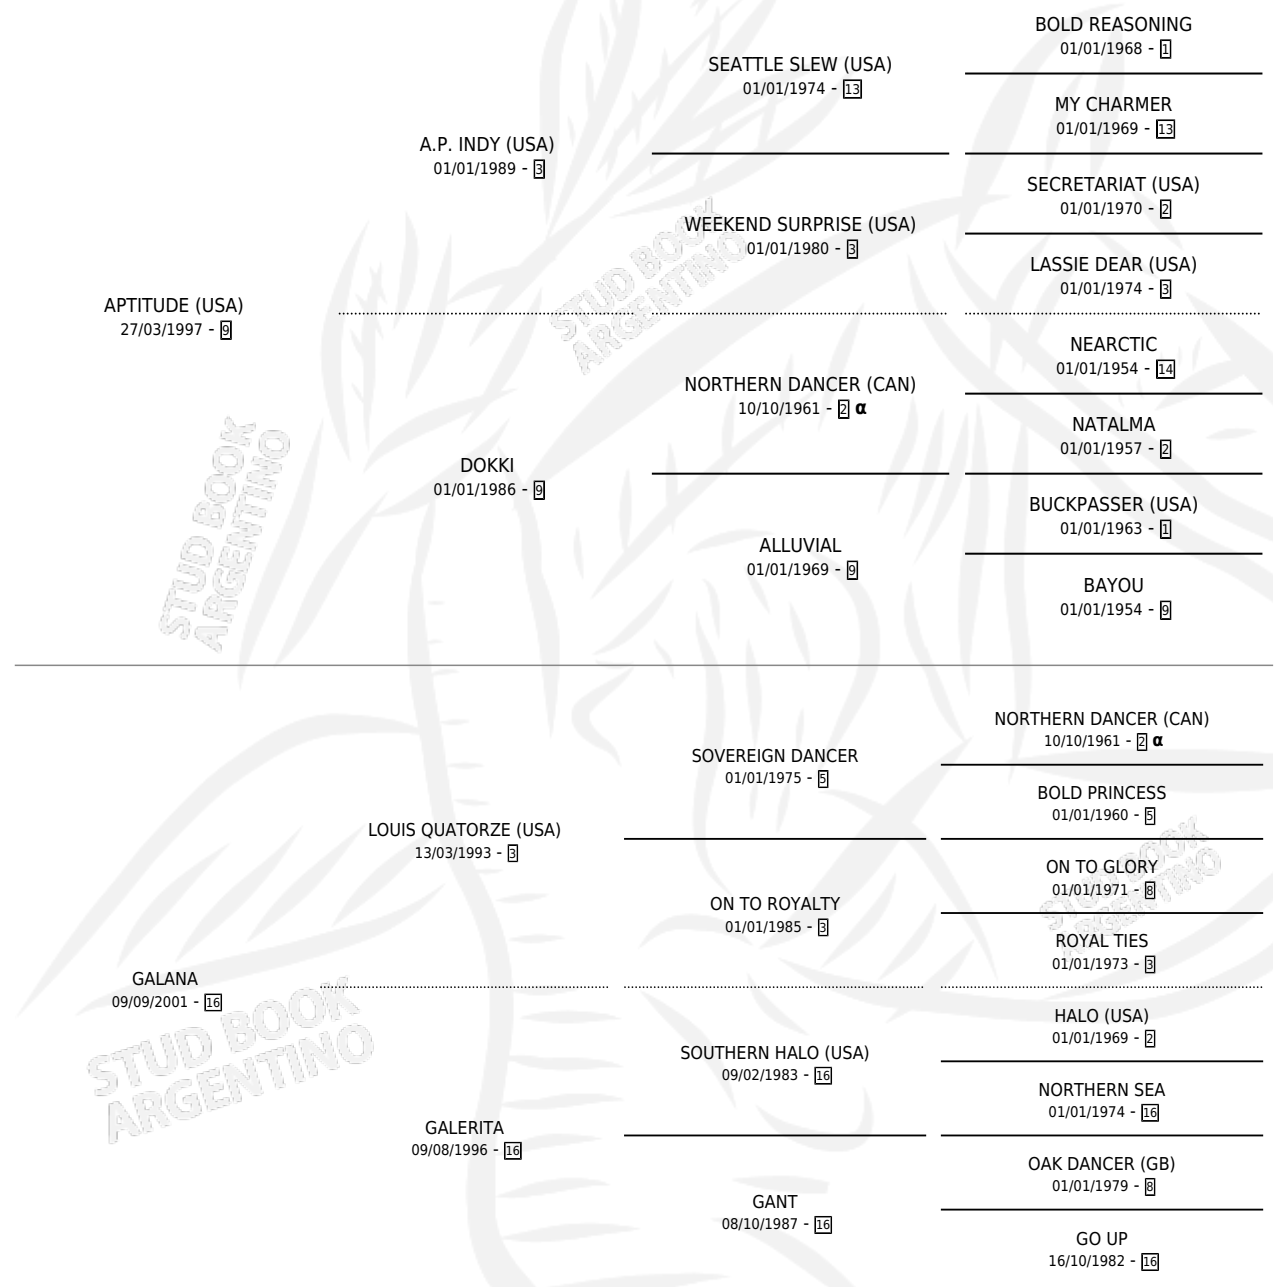 BOLD REASONING
01/01/1968 - 1
SEATTLE SLEW (USA)
01/01/1974 - 13
MY CHARMER
01/01/1969 - 13
A.P. INDY (USA)
01/01/1989 - 3
SECRETARIAT (USA)
01/01/1970 - 2
WEEKEND SURPRISE (USA)
01/01/1980 - 3
LASSIE DEAR (USA)
01/01/1974 - 3
APTITUDE (USA)
27/03/1997 - 9
NEARCTIC
01/01/1954 - 14
NORTHERN DANCER (CAN)
10/10/1961 - 2 α
NATALMA
01/01/1957 - 2
DOKKI
01/01/1986 - 9
BUCKPASSER (USA)
01/01/1963 - 1
ALLUVIAL
01/01/1969 - 9
BAYOU
01/01/1954 - 9
NORTHERN DANCER (CAN)
10/10/1961 - 2 α
SOVEREIGN DANCER
01/01/1975 - 5
BOLD PRINCESS
01/01/1960 - 5
LOUIS QUATORZE (USA)
13/03/1993 - 3
ON TO GLORY
01/01/1971 - 8
ON TO ROYALTY
01/01/1985 - 3
ROYAL TIES
01/01/1973 - 3
GALANA
09/09/2001 - 16
HALO (USA)
01/01/1969 - 2
SOUTHERN HALO (USA)
09/02/1983 - 16
NORTHERN SEA
01/01/1974 - 16
GALERITA
09/08/1996 - 16
OAK DANCER (GB)
01/01/1979 - 8
GANT
08/10/1987 - 16
GO UP
16/10/1982 - 16
STUD BOOK
ARGENTINO
STUD BOOK
ARGENTINO
STUD BOOK
ARGENTINO
STUD BOOK
ARGENTINO